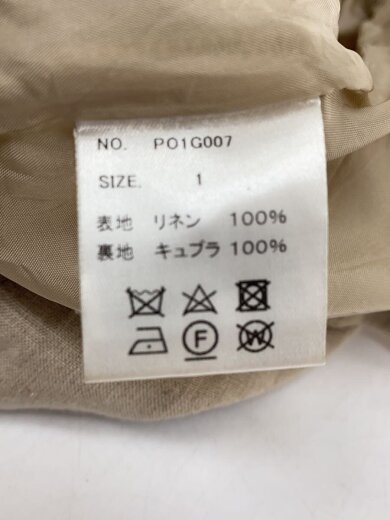 NO. P01G007
SIZE. 1
表地 リネン 100%
裏地 キュプラ 100%
F
W